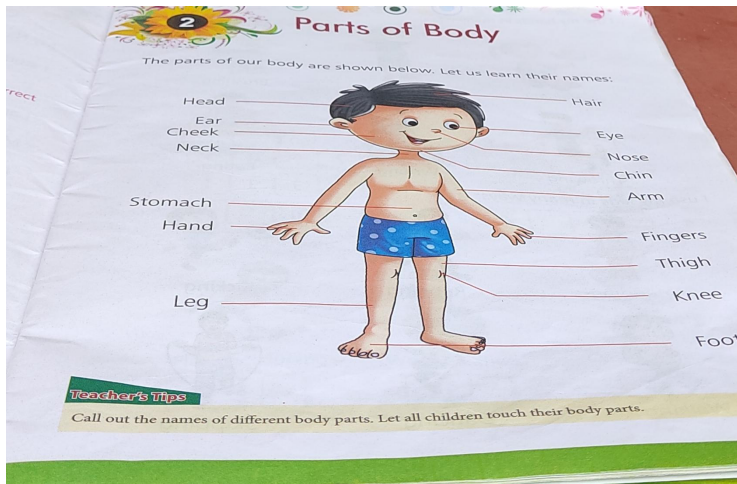 2
Parts of Body
The parts of our body are shown below. Let us learn their names:
rect
Head
Hair
Ear
Cheek
Eye
Neck
Nose
Chin
Arm
Stomach
Hand
Fingers
Thigh
Knee
Leg
Foo
Teacher's Tips
Call out the names of different body parts. Let all children touch their body parts.